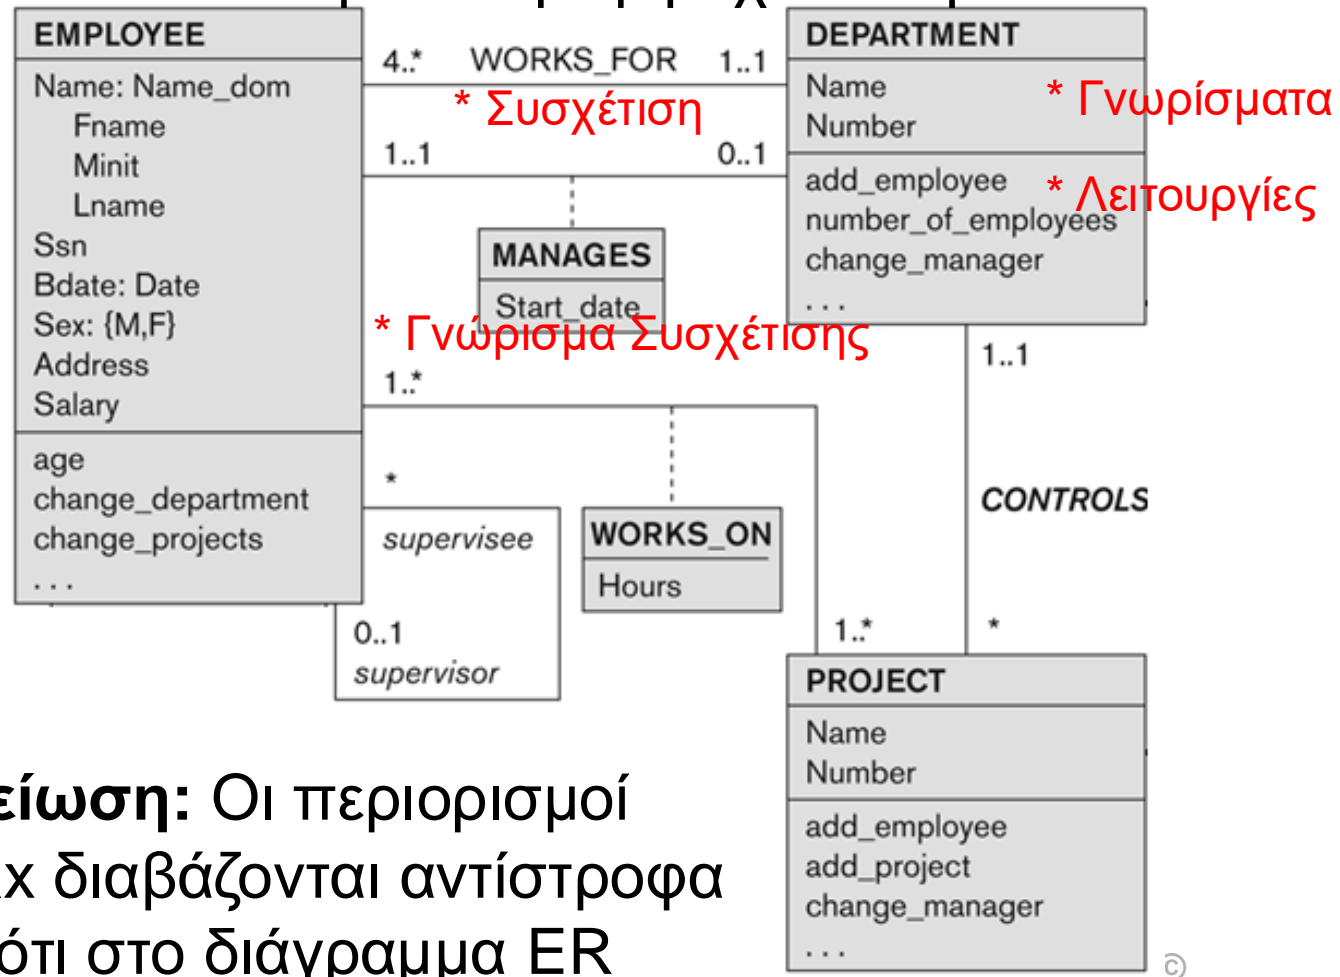 EMPLOYEE
Name: Name_dom
Fname
Minit
Lname
Ssn
Bdate: Date
Sex: {M,F}
Address
Salary
age
change_department
change_projects
. . .
4..* WORKS_FOR 1..1
* Συσχέτιση
1..1 0..1
MANAGES
Start_date
* Γνώρισμα Συσχέτισης
1..*
*
supervisee
0..1
supervisor
WORKS_ON
Hours
1..*
DEPARTMENT
Name
Number
* Γνωρίσματα
add_employee
number_of_employees
change_manager
. . .
* Λειτουργίες
1..1
CONTROLS
*
PROJECT
Name
Number
add_employee
add_project
change_manager
. . .
είωση: Οι περιορισμοί
x διαβάζονται αντίστροφα
ότι στο διάγραμμα ER
©